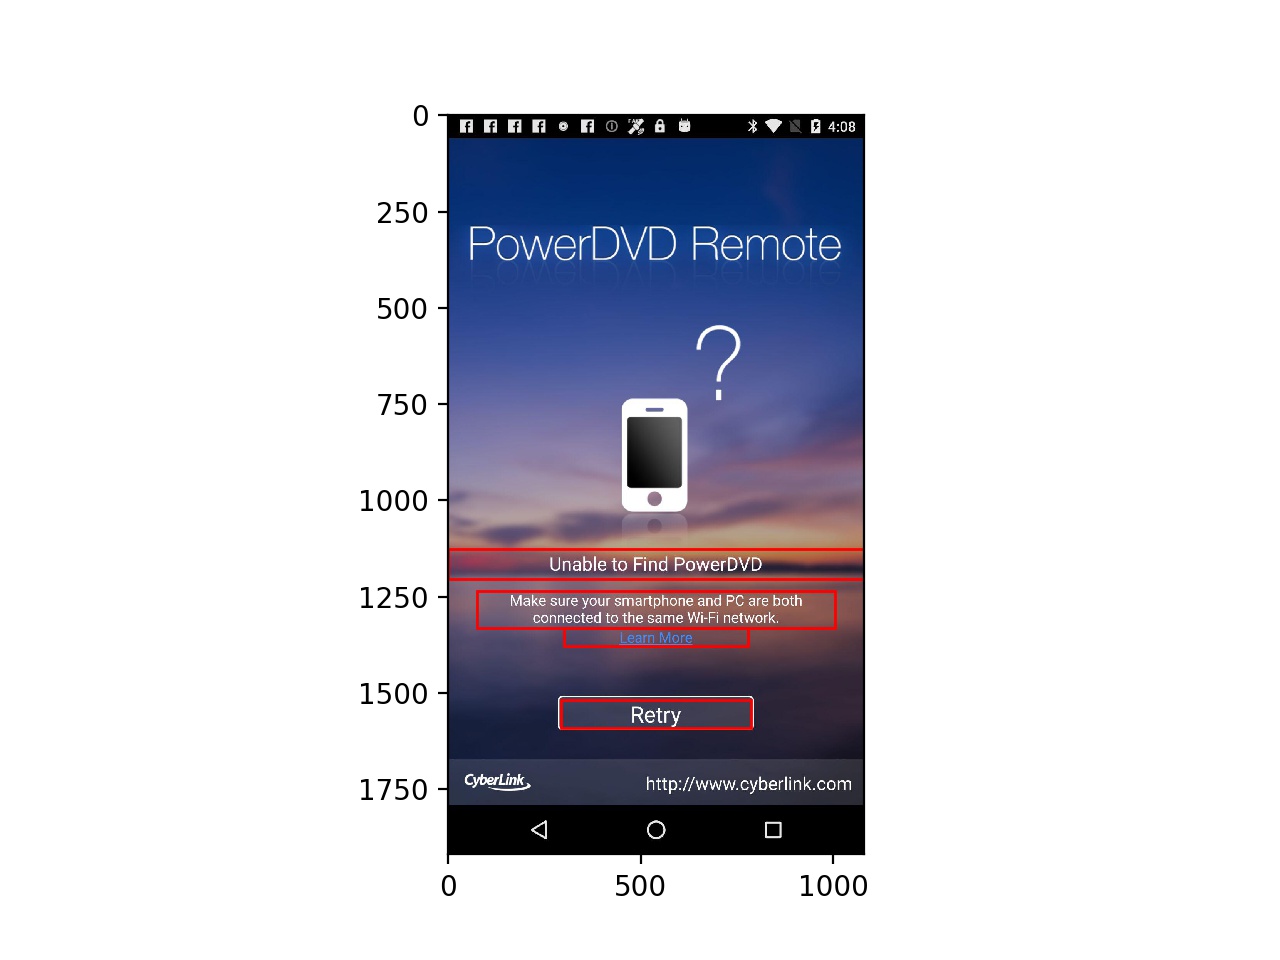 0
250
500
750
1000
1250
1500
1750
0 500 1000
4:08
PowerDVD Remote
?
Unable to Find PowerDVD
Make sure your smartphone and PC are both
connected to the same Wi-Fi network.
Learn More
Retry
CyberLink http://www.cyberlink.com